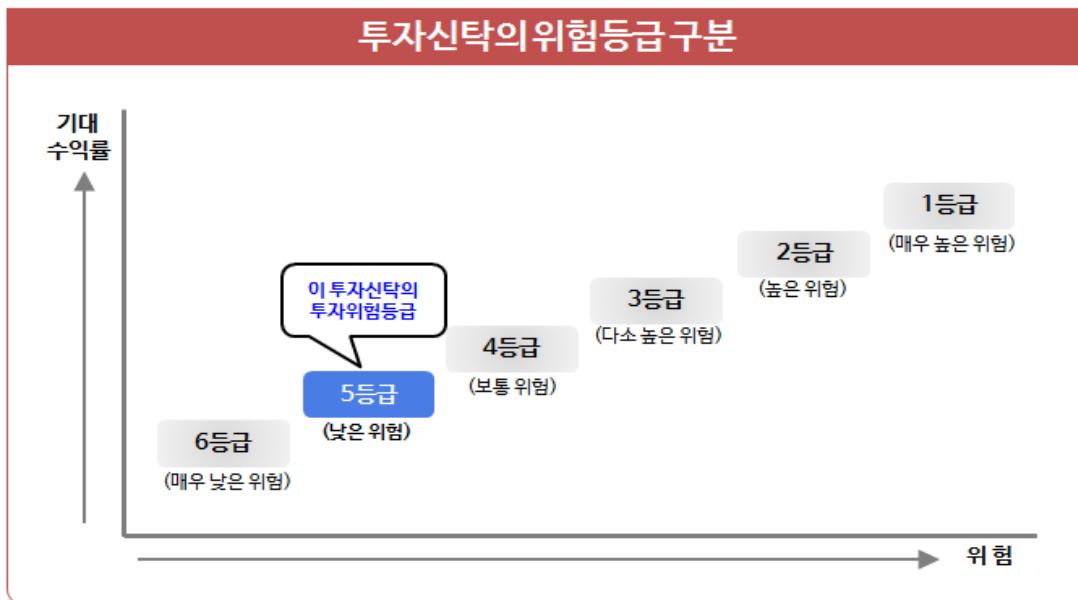 투자신탁의 위험등급 구분
기대
수익률
1등급
(매우 높은 위험)
2등급
(높은 위험)
3등급
(다소 높은 위험)
이 투자신탁의
투자위험등급
4등급
(보통 위험)
5등급
(낮은 위험)
6등급
(매우 낮은 위험)
위 험